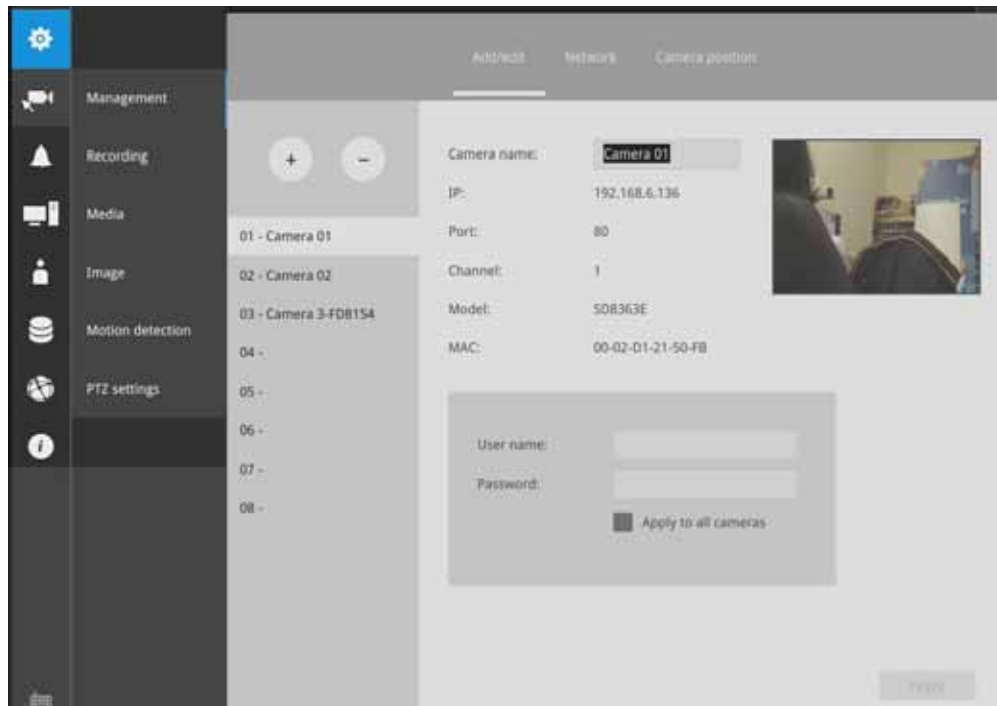 Add/edit Network Camera position
Management
Recording
Media
Image
Motion detection
PTZ settings
+ -
01 - Camera 01
02 - Camera 02
03 - Camera 3-FD8154
04 -
05 -
06 -
07 -
08 -
Camera name: Camera 01
IP: 192.168.6.136
Port: 80
Channel: 1
Model: SD8363E
MAC: 00-02-D1-21-50-FB
User name:
Password:
Apply to all cameras
Apply